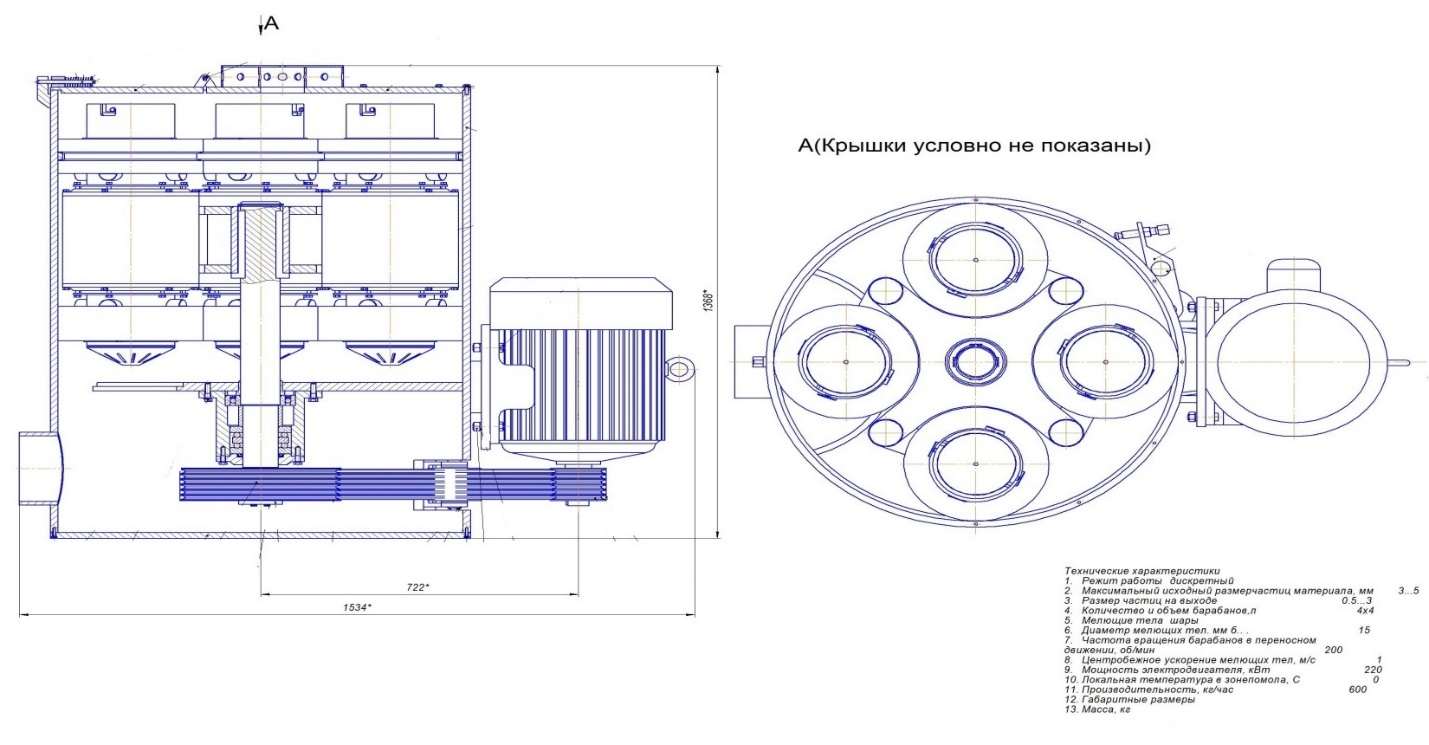 А
1368*
722*
1534*
А(Крышки условно не показаны)
Технические характеристики
1. Режит работы дискретный
2. Максимальный исходный размерчастиц материала, мм 3...5
3. Размер частиц на выходе 0.5...3
4. Количество и объем барабанов,л 4x4
5. Мелющие тела шары
6. Диаметр мелющих тел. мм б.. . 15
7. Частота вращения барабанов в переносном
движении, об/мин 200
8. Центробежное ускорение мелющих тел, м/с 1
9. Мощность электродвигателя, кВт 220
10. Локальная температура в зонепомола, С 0
11. Производительность, кг/час 600
12. Габаритные размеры
13. Масса, кг